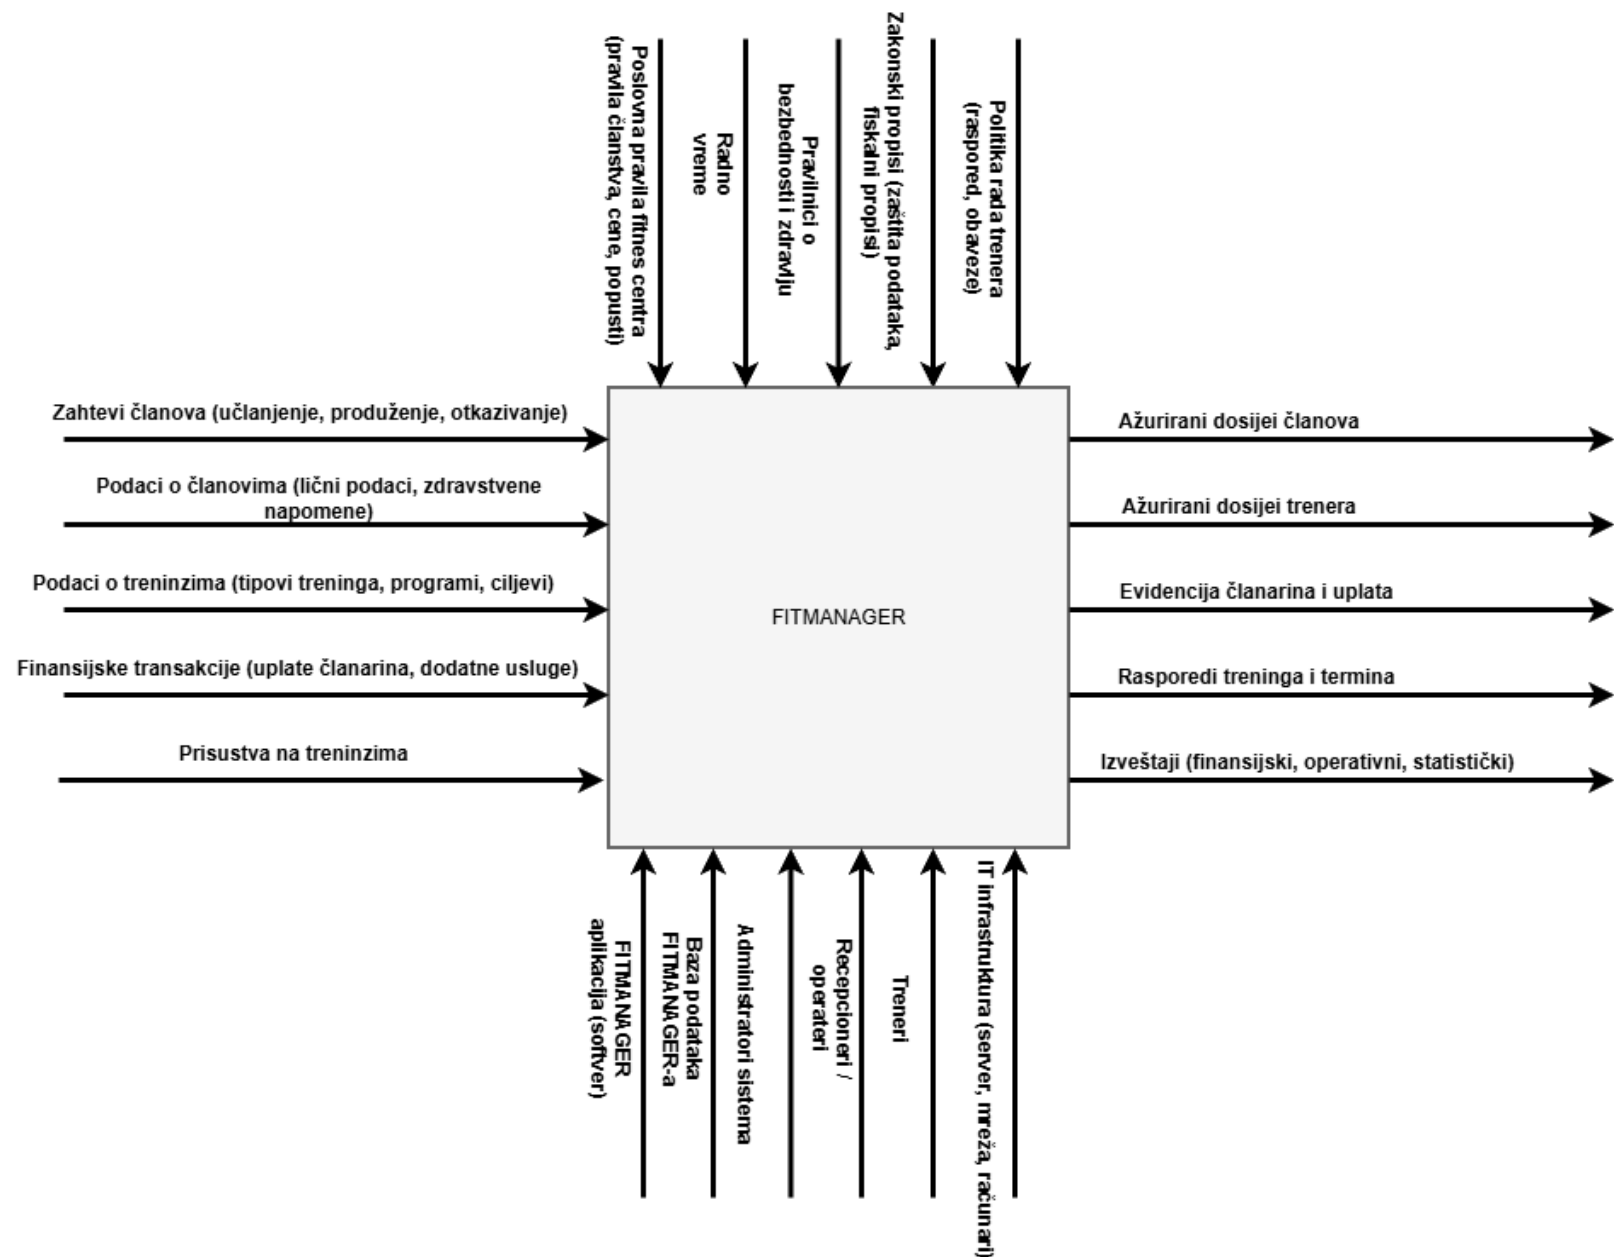 Poslovna pravila fitnes centra
(pravila članstva, cene, popusti)
Radno
vreme
Pravilnici o
bezbednosti i zdravlju
Zakonski propisi (zaštita podataka,
fiskalni propisi)
Politika rada trenera
(raspored, obaveze)
Zahtevi članova (učlanjenje, produženje, otkazivanje)
Podaci o članovima (lični podaci, zdravstvene
napomene)
Podaci o treninzima (tipovi treninga, programi, ciljevi)
Finansijske transakcije (uplate članarina, dodatne usluge)
Prisustva na treninzima
FITMANAGER
Ažurirani dosijei članova
Ažurirani dosijei trenera
Evidencija članarina i uplata
Rasporedi treninga i termina
Izveštaji (finansijski, operativni, statistički)
FITMANAGER
aplikacija (softver)
Baza podataka
FITMANAGER-a
Administratori sistema
Recepcioneri /
operateri
Treneri
IT infrastruktura (server, mreža, računari)